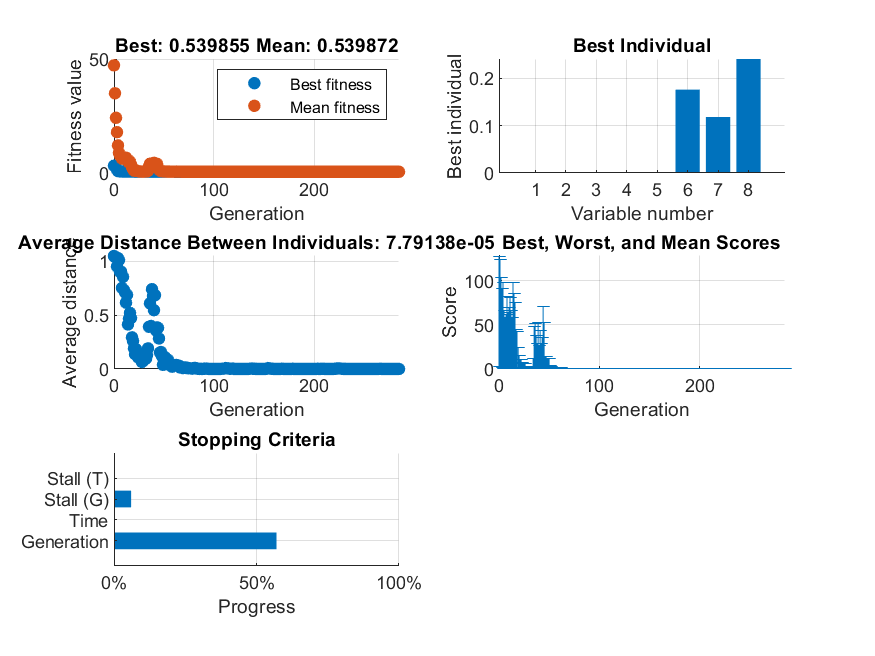 Best: 0.539855 Mean: 0.539872
Fitness value
50
0
Best fitness
Mean fitness
0 100 200
Generation
Best Individual
Best individual
0.2
0.1
0
1 2 3 4 5 6 7 8
Variable number
Average Distance Between Individuals: 7.79138e-05
Average distance
1
0.5
0
0 100 200
Generation
Best, Worst, and Mean Scores
Score
100
50
0
0 100 200
Generation
Stopping Criteria
Stall (T)
Stall (G)
Time
Generation
0% 50% 100%
Progress